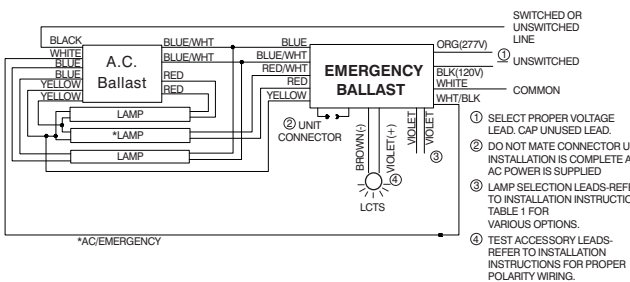 SWITCHED OR
UNSWITCHED
LINE
BLACK
WHITE
BLUE
BLUE
YELLOW
YELLOW
A.C.
Ballast
BLUE/WHT
BLUE/WHT
RED
RED
BLUE
BLUE/WHT
RED/WHT
RED
YELLOW
EMERGENCY
BALLAST
ORG(277V)
① UNSWITCHED
BLK(120V)
WHITE
COMMON
WHT/BLK
LAMP
*LAMP
LAMP
② UNIT
CONNECTOR
BROWN(-)
VIOLET(+)
VIOLET
VIOLET
③
④
LCTS
*AC/EMERGENCY
① SELECT PROPER VOLTAGE
LEAD. CAP UNUSED LEAD.
② DO NOT MATE CONNECTOR U
INSTALLATION IS COMPLETE A
AC POWER IS SUPPLIED
③ LAMP SELECTION LEADS-REF
TO INSTALLATION INSTRUCTIO
TABLE 1 FOR
VARIOUS OPTIONS.
④ TEST ACCESSORY LEADS-
REFER TO INSTALLATION
INSTRUCTIONS FOR PROPER
POLARITY WIRING.